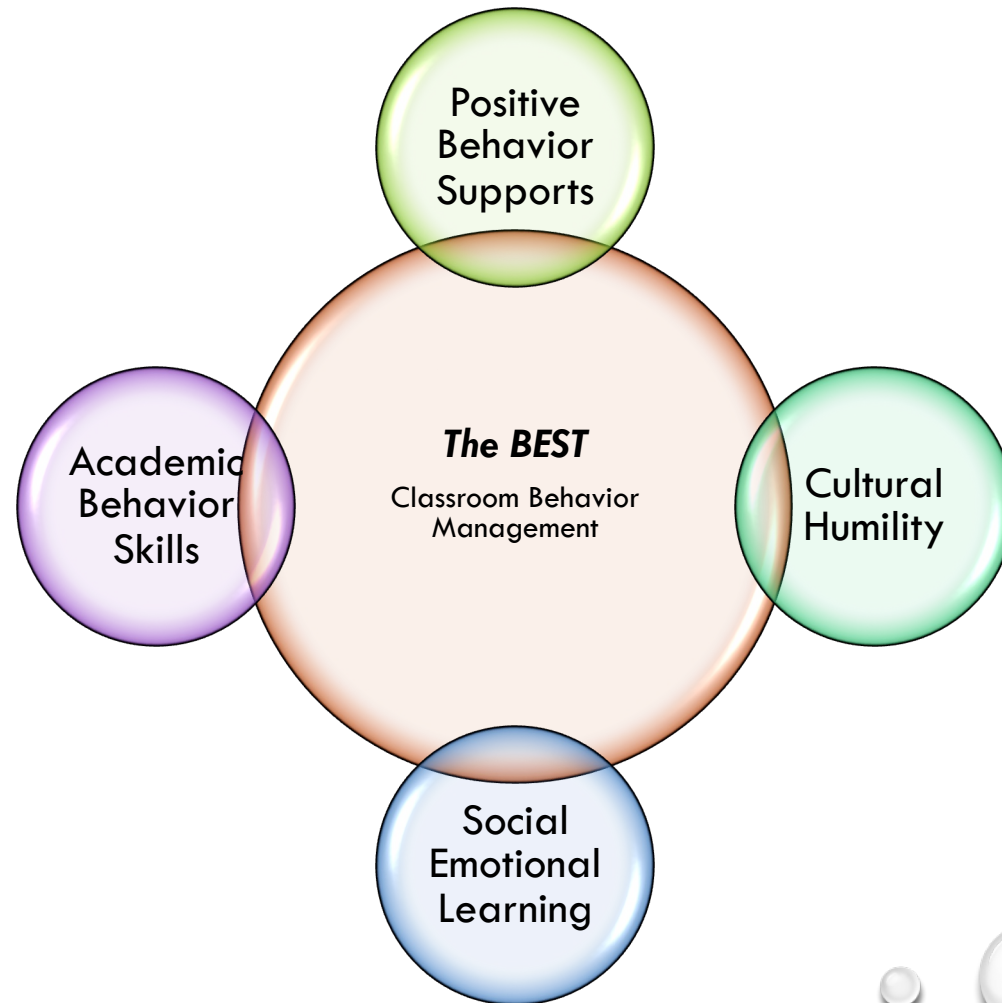 Positive
Behavior
Supports
The BEST
Classroom Behavior
Management
Academic
Behavior
Skills
Cultural
Humility
Social
Emotional
Learning